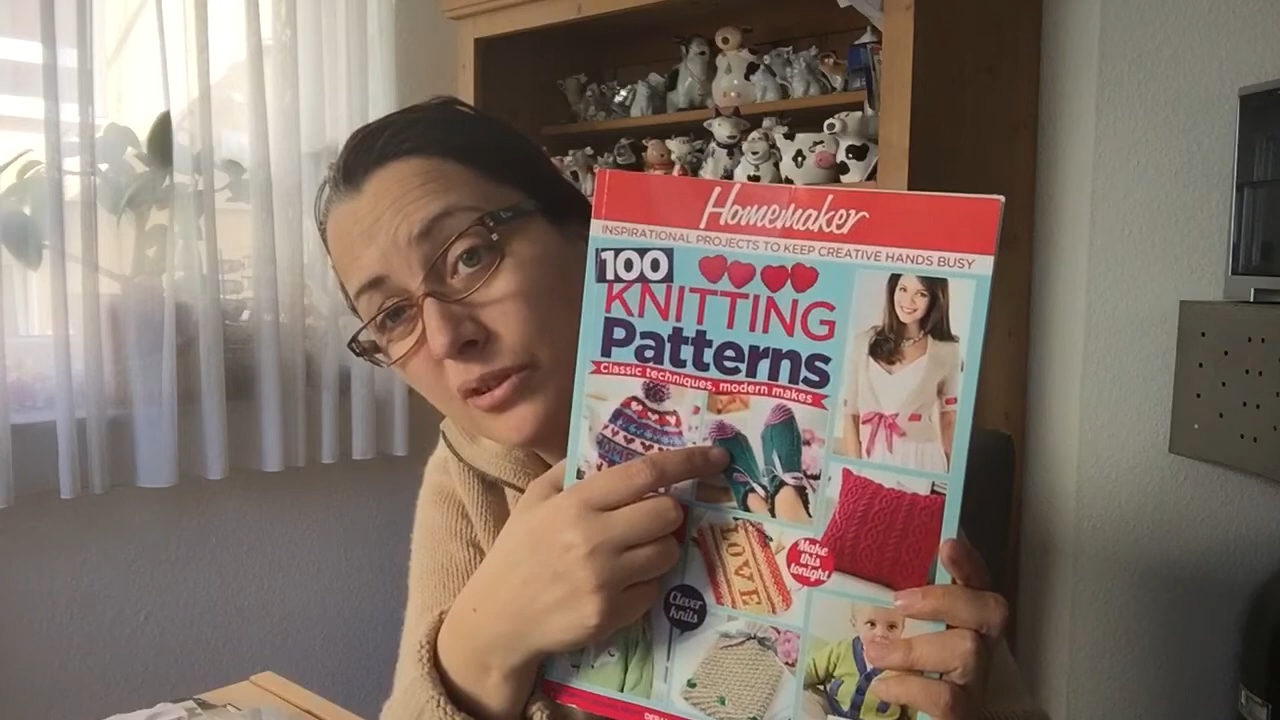 Homemaker
INSPIRATIONAL PROJECTS TO KEEP CREATIVE HANDS BUSY
100
KNITTING
Patterns
Classic techniques, modern makes
HOME
LOVE
Make
this
tonight
Clever
knits